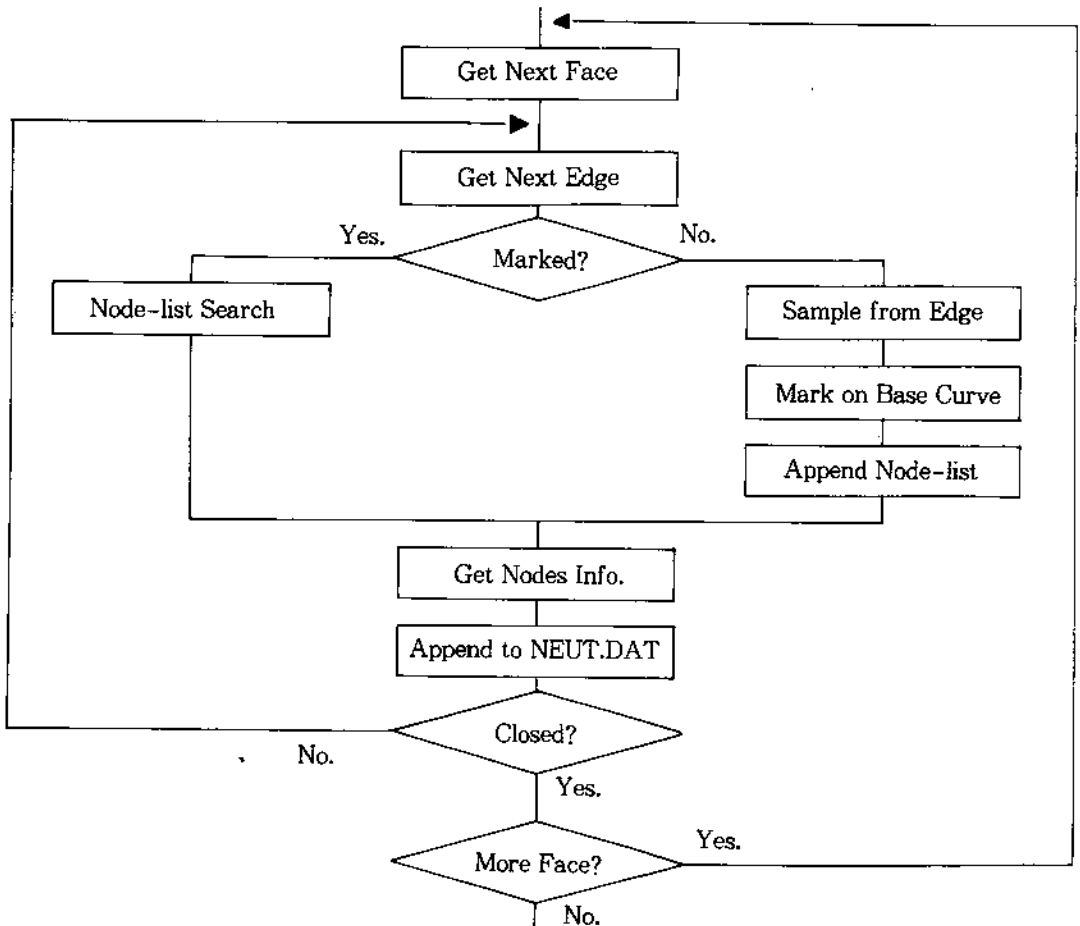 Get Next Face
Get Next Edge
Yes.
No.
Marked?
Node-list Search
Sample from Edge
Mark on Base Curve
Append Node-list
Get Nodes Info.
Append to NEUT.DAT
Closed?
No.
Yes.
More Face?
Yes.
No.